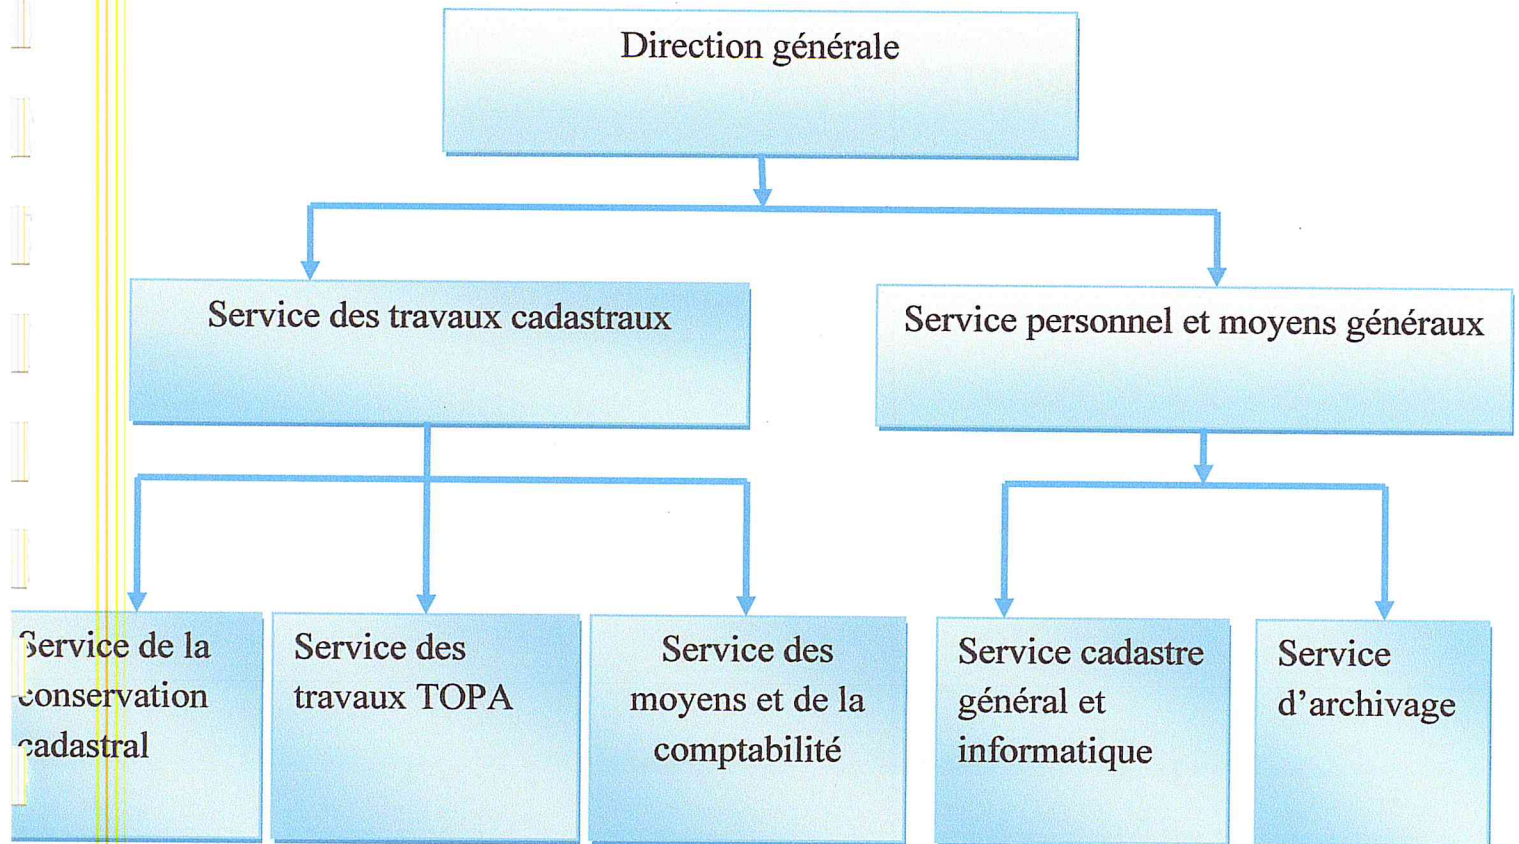 Direction générale
Service des travaux cadastraux
Service personnel et moyens généraux
Service de la
conservation
cadastral
Service des
travaux TOPA
Service des
moyens et de la
comptabilité
Service cadastre
général et
informatique
Service
d'archivage